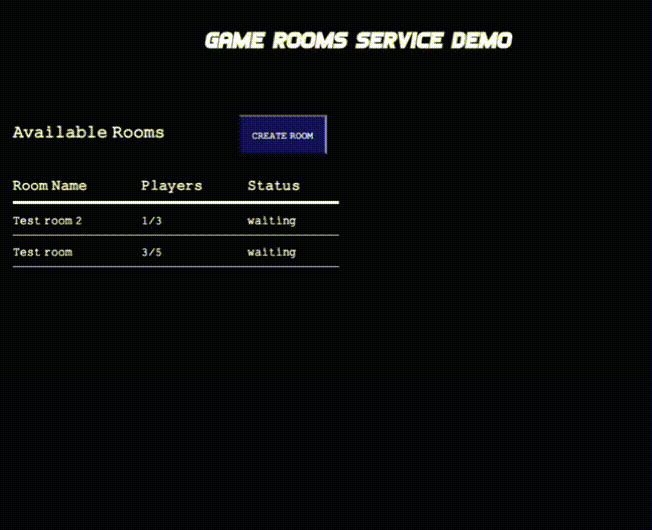 GAME ROOMS SERVICE DEMO
Available Rooms
CREATE ROOM
Room Name Players Status
Test room 2 1/3 waiting
Test room 3/5 waiting